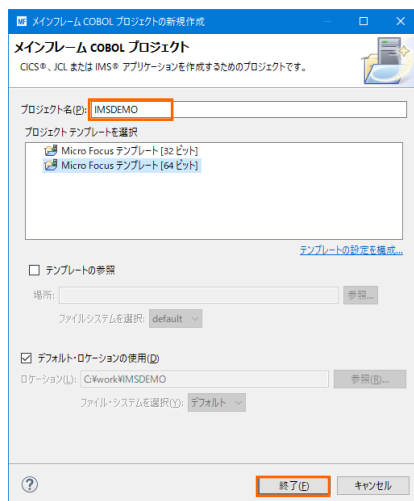 MF メインフレーム COBOL プロジェクトの新規作成
メインフレーム COBOL プロジェクト
CICS®、JCL または IMS® アプリケーションを作成するためのプロジェクトです。
プロジェクト名(P): IMSDEMO
プロジェクト テンプレートを選択
Micro Focus テンプレート [32 ビット]
Micro Focus テンプレート [64 ビット]
テンプレートの設定を構成...
テンプレートの参照
場所: 参照...
ファイルシステムを選択: default
デフォルト・ロケーションの使用(D)
ロケーション(L): C:¥work¥IMSDEMO 参照(R)...
ファイル・システムを選択(Y): デフォルト
? 終了(F) キャンセル